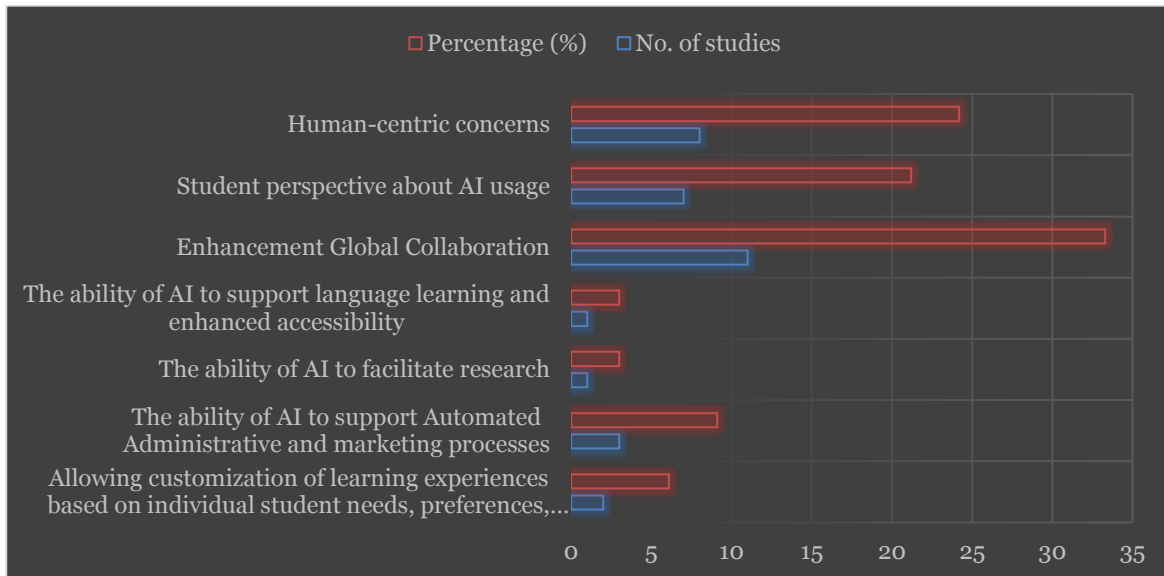 Percentage (%) No. of studies
Human-centric concerns
Student perspective about AI usage
Enhancement Global Collaboration
The ability of AI to support language learning and
enhanced accessibility
The ability of AI to facilitate research
The ability of AI to support Automated
Administrative and marketing processes
Allowing customization of learning experiences
based on individual student needs, preferences,...
0 5 10 15 20 25 30 35